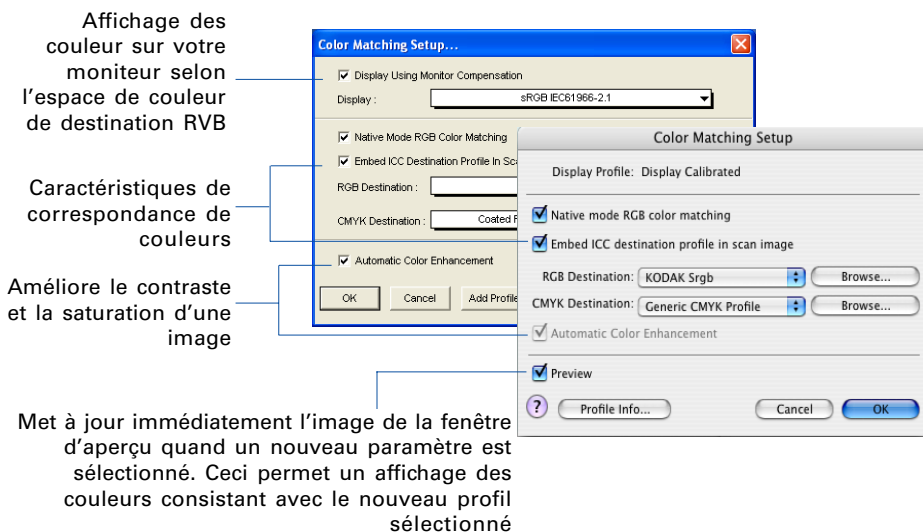 Affichage des
couleur sur votre
moniteur selon
l'espace de couleur
de destination RVB
Caractéristiques de
correspondance de
couleurs
Améliore le contraste
et la saturation d'une
image
Met à jour immédiatement l'image de la fenêtre
d'aperçu quand un nouveau paramètre est
sélectionné. Ceci permet un affichage des
couleurs consistant avec le nouveau profil
sélectionné
Color Matching Setup...
Display Using Monitor Compensation
Display : sRGB IEC61966-2.1
Native Mode RGB Color Matching
Embed ICC Destination Profile In
RGB Destination :
CMYK Destination : Coated
Automatic Color Enhancement
OK Cancel Add Profile
Color Matching Setup
Display Profile: Display Calibrated
Native mode RGB color matching
Embed ICC destination profile in scan image
RGB Destination: KODAK Srgb Browse...
CMYK Destination: Generic CMYK Profile Browse...
Automatic Color Enhancement
Preview
? Profile Info... Cancel OK